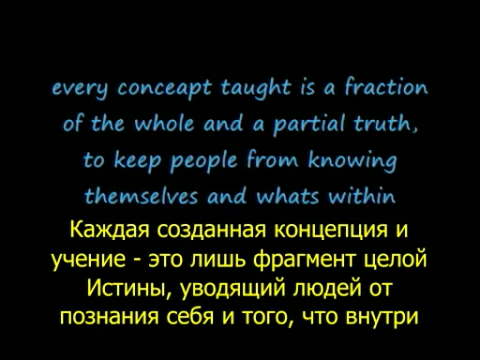 every conceapt taught is a fraction
of the whole and a partial truth,
to keep people from knowing
themselves and whats within
Каждая созданная концепция и
учение - это лишь фрагмент целой
Истины, уводящий людей от
познания себя и того, что внутри